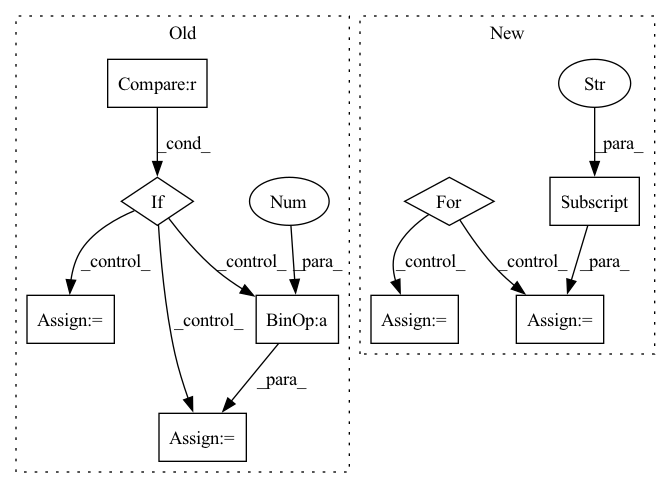 Old
New
Compare:r
Str
_cond_
_para_
If
Num
For
Subscript
_control_
_control_
_para_
_control_
_control_
_para_
_control_
Assign:=
BinOp:a
Assign:=
Assign:=
_para_
Assign:=